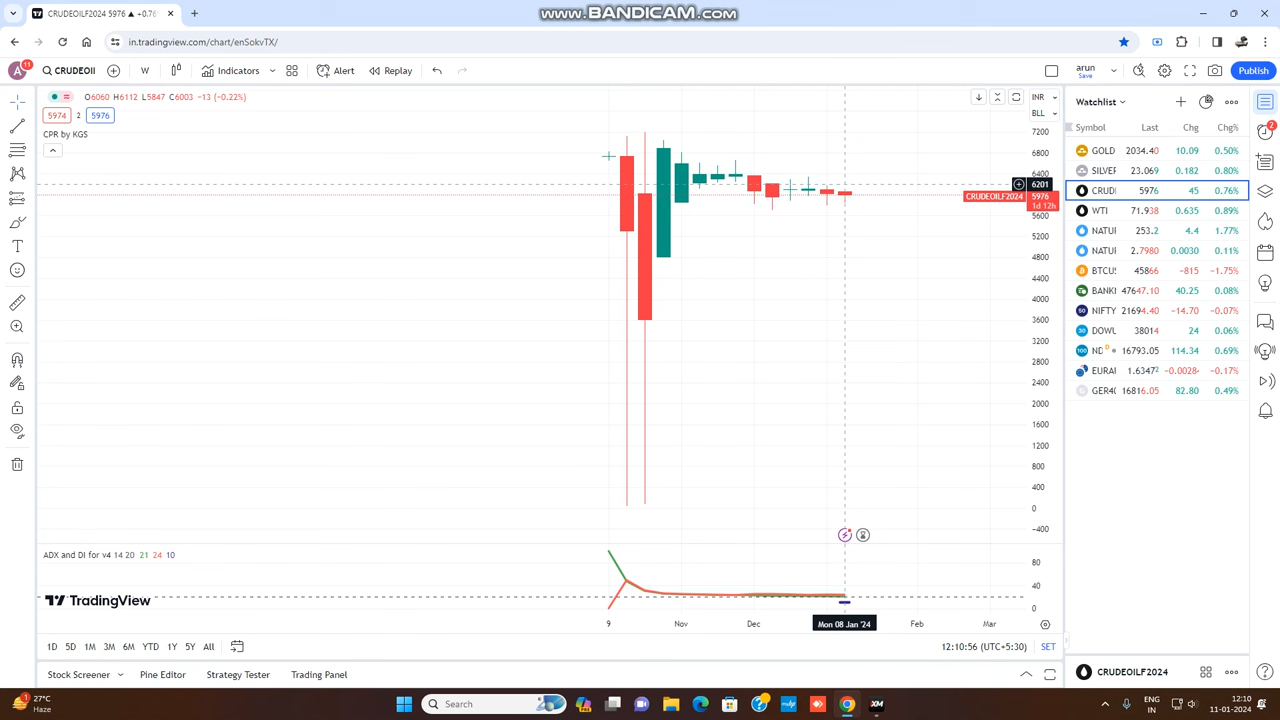 www.BANDICAM.com
CRUDEOILF2024 5976 ▲ +0.76
in.tradingview.com/chart/enSokvTX/
A 11
CRUDEOII
W
Indicators
Alert
Replay
arun
Save
Publish
O6060 H6112 L5847 C6003 −13 (−0.22%)
5974 2 5976
CPR by KGS
INR
BLL
7200
6800
6400
6201
CRUDEOILF2024 5976
1d 12h
5600
5200
4800
4400
4000
3600
3200
2800
2400
2000
1600
1200
800
400
0
−400
ADX and DI for v4 14 20 21 24 10
80
40
0
TradingView
9 Nov Dec Mon 08 Jan '24 Feb Mar
1D 5D 1M 3M 6M YTD 1Y 5Y All
12:10:56 (UTC+5:30) SET
Stock Screener Pine Editor Strategy Tester Trading Panel
Watchlist
Symbol Last Chg Chg%
GOLD 2034.40 10.09 0.50%
SILVER 23.069 0.182 0.80%
CRUDI 5976 45 0.76%
WTI 71.938 0.635 0.89%
NATUI 253.2 4.4 1.77%
NATUI 2.7980 0.0030 0.11%
BTCUS 45866 −815 −1.75%
BANKI 47647.10 40.25 0.08%
NIFTY 21694.40 −14.70 −0.07%
DOWL 38014 24 0.06%
ND D 16793.05 114.34 0.69%
EURAI 1.63472 −0.0028 −0.17%
GER4 16816.05 82.80 0.49%
CRUDEOILF2024
27°C
Haze
Search
ENG
IN
12:10
11-01-2024